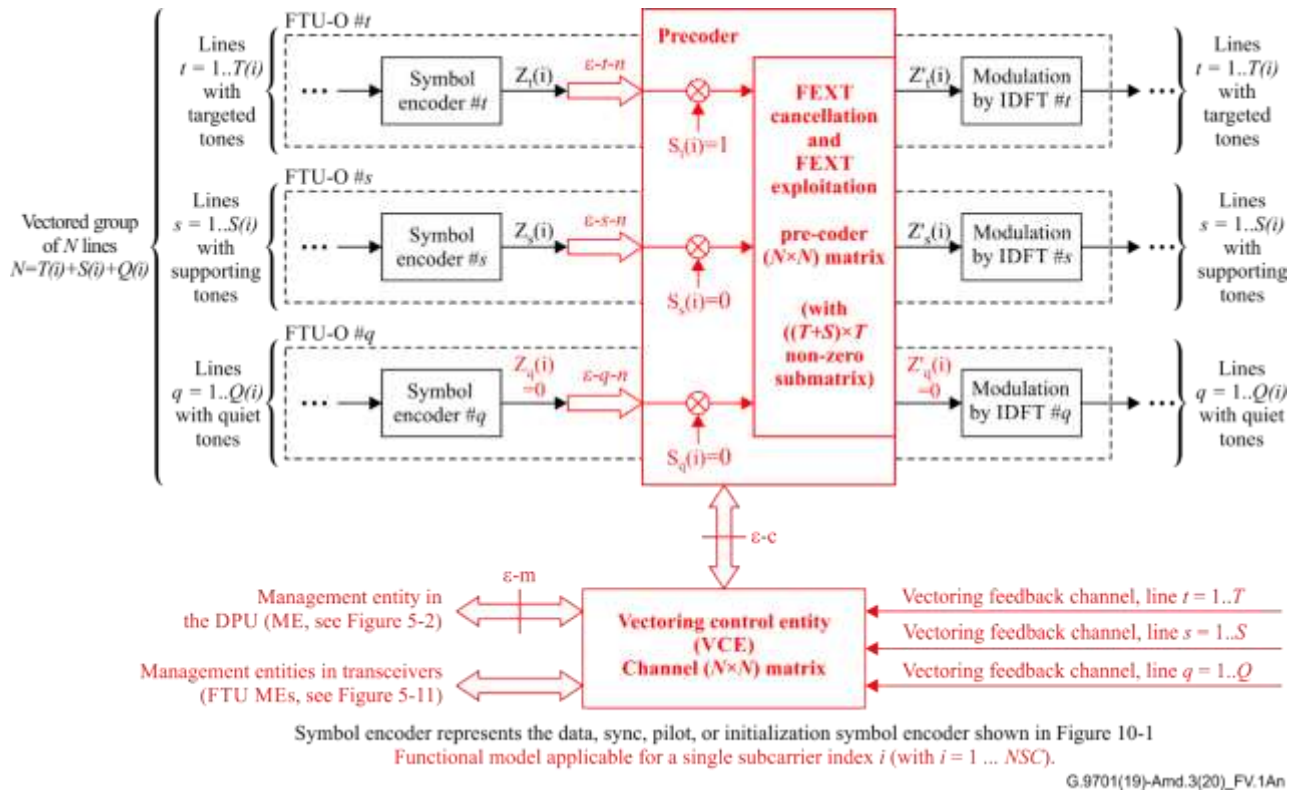 FTU-O #t
Lines
t = 1..T(i)
with
targeted
tones
...
Symbol
encoder #t
Zt(i)
ε-t-n
Precoder
St(i)=1
FEXT
cancellation
and
FEXT
exploitation
pre-coder
(N×N) matrix
(with
((T+S)×T
non-zero
submatrix)
Z't(i)
Modulation
by IDFT #t
...
Lines
t = 1..T(i)
with
targeted
tones
Vectored group
of N lines
N=T(i)+S(i)+Q(i)
FTU-O #s
Lines
s = 1..S(i)
with
supporting
tones
...
Symbol
encoder #s
Zs(i)
ε-s-n
Ss(i)=0
Z's(i)
Modulation
by IDFT #s
...
Lines
s = 1..S(i)
with
supporting
tones
FTU-O #q
Lines
q = 1..Q(i)
with quiet
tones
...
Symbol
encoder #q
Zq(i)
=0
ε-q-n
Sq(i)=0
Z'q(i)
=0
Modulation
by IDFT #q
...
Lines
q = 1..Q(i)
with quiet
tones
ε-c
ε-m
Management entity in
the DPU (ME, see Figure 5-2)
Management entities in transceivers
(FTU MEs, see Figure 5-11)
Vectoring control entity
(VCE)
Channel (N×N) matrix
Vectoring feedback channel, line t = 1..T
Vectoring feedback channel, line s = 1..S
Vectoring feedback channel, line q = 1..Q
Symbol encoder represents the data, sync, pilot, or initialization symbol encoder shown in Figure 10-1
Functional model applicable for a single subcarrier index i (with i = 1 ... NSC).
G.9701(19)-Amd.3(20)_FV.1An